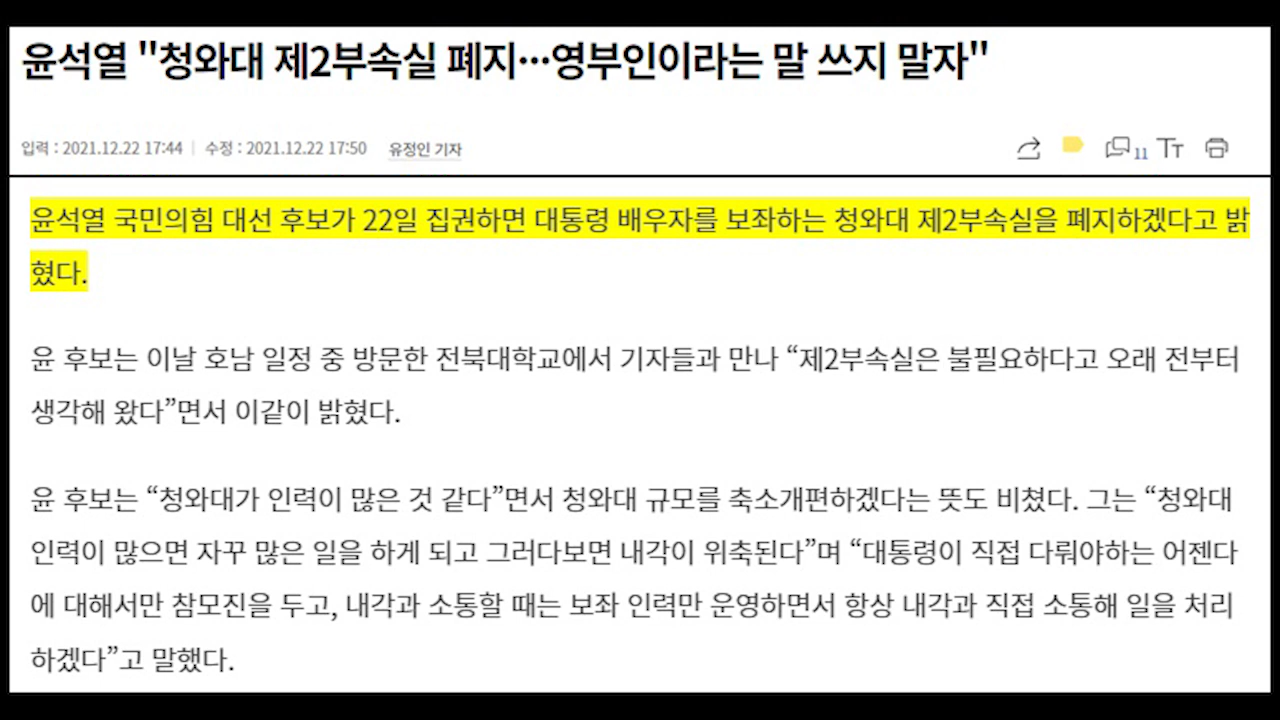 윤석열 "청와대 제2부속실 폐지…영부인이라는 말 쓰지 말자"
입력 : 2021.12.22 17:44 | 수정 : 2021.12.22 17:50 유정인 기자
11 TT
윤석열 국민의힘 대선 후보가 22일 집권하면 대통령 배우자를 보좌하는 청와대 제2부속실을 폐지하겠다고 밝
혔다.
윤 후보는 이날 호남 일정 중 방문한 전북대학교에서 기자들과 만나 “제2부속실은 불필요하다고 오래 전부터
생각해 왔다”면서 이같이 밝혔다.
윤 후보는 “청와대가 인력이 많은 것 같다”면서 청와대 규모를 축소개편하겠다는 뜻도 비쳤다. 그는 “청와대
인력이 많으면 자꾸 많은 일을 하게 되고 그러다보면 내각이 위축된다”며 “대통령이 직접 다뤄야하는 어젠다
에 대해서만 참모진을 두고, 내각과 소통할 때는 보좌 인력만 운영하면서 항상 내각과 직접 소통해 일을 처리
하겠다”고 말했다.